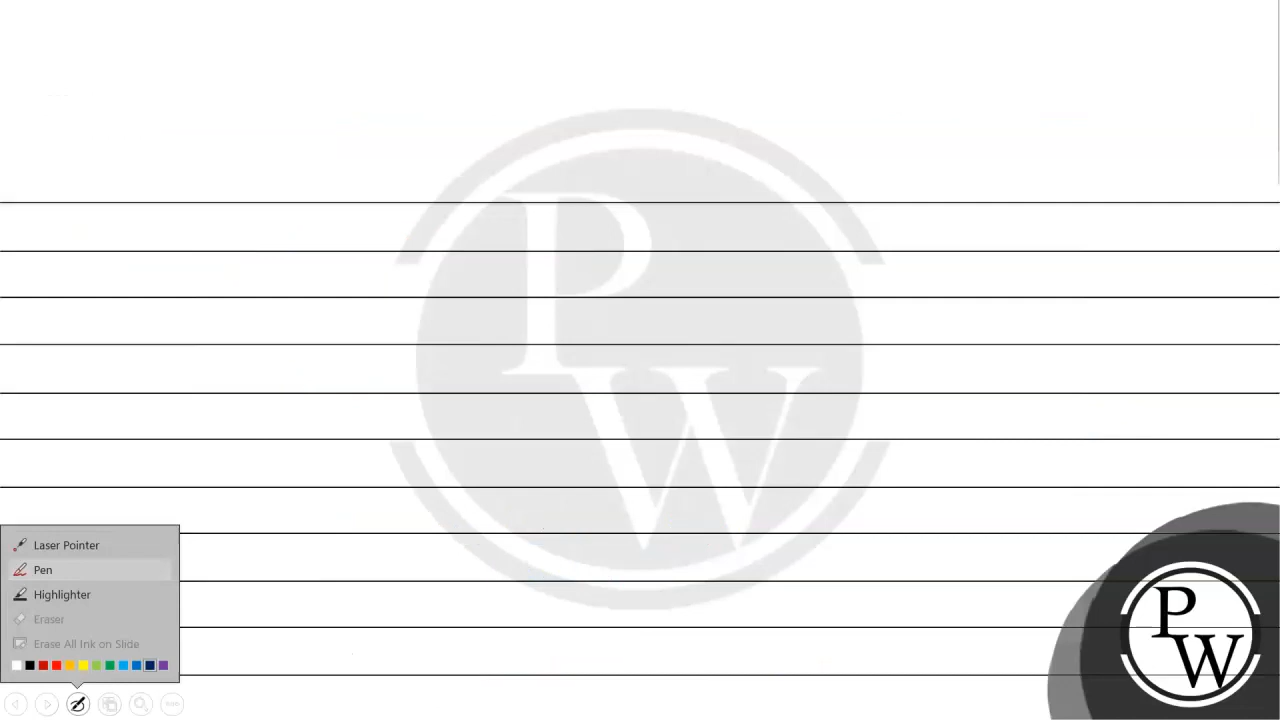 P
W
Laser Pointer
Pen
Highlighter
Eraser
Erase All Ink on Slide
P
W